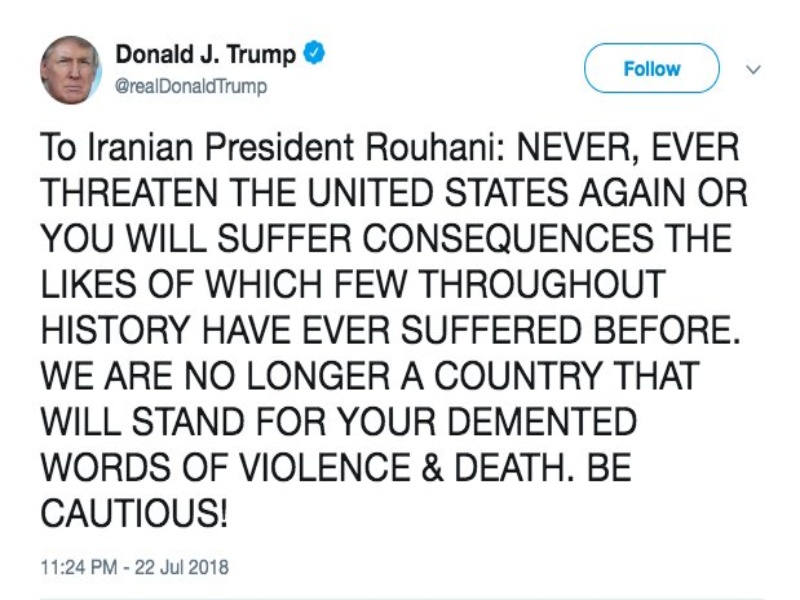 Donald J. Trump
@realDonaldTrump
Follow
To Iranian President Rouhani: NEVER, EVER
THREATEN THE UNITED STATES AGAIN OR
YOU WILL SUFFER CONSEQUENCES THE
LIKES OF WHICH FEW THROUGHOUT
HISTORY HAVE EVER SUFFERED BEFORE.
WE ARE NO LONGER A COUNTRY THAT
WILL STAND FOR YOUR DEMENTED
WORDS OF VIOLENCE & DEATH. BE
CAUTIOUS!
11:24 PM - 22 Jul 2018